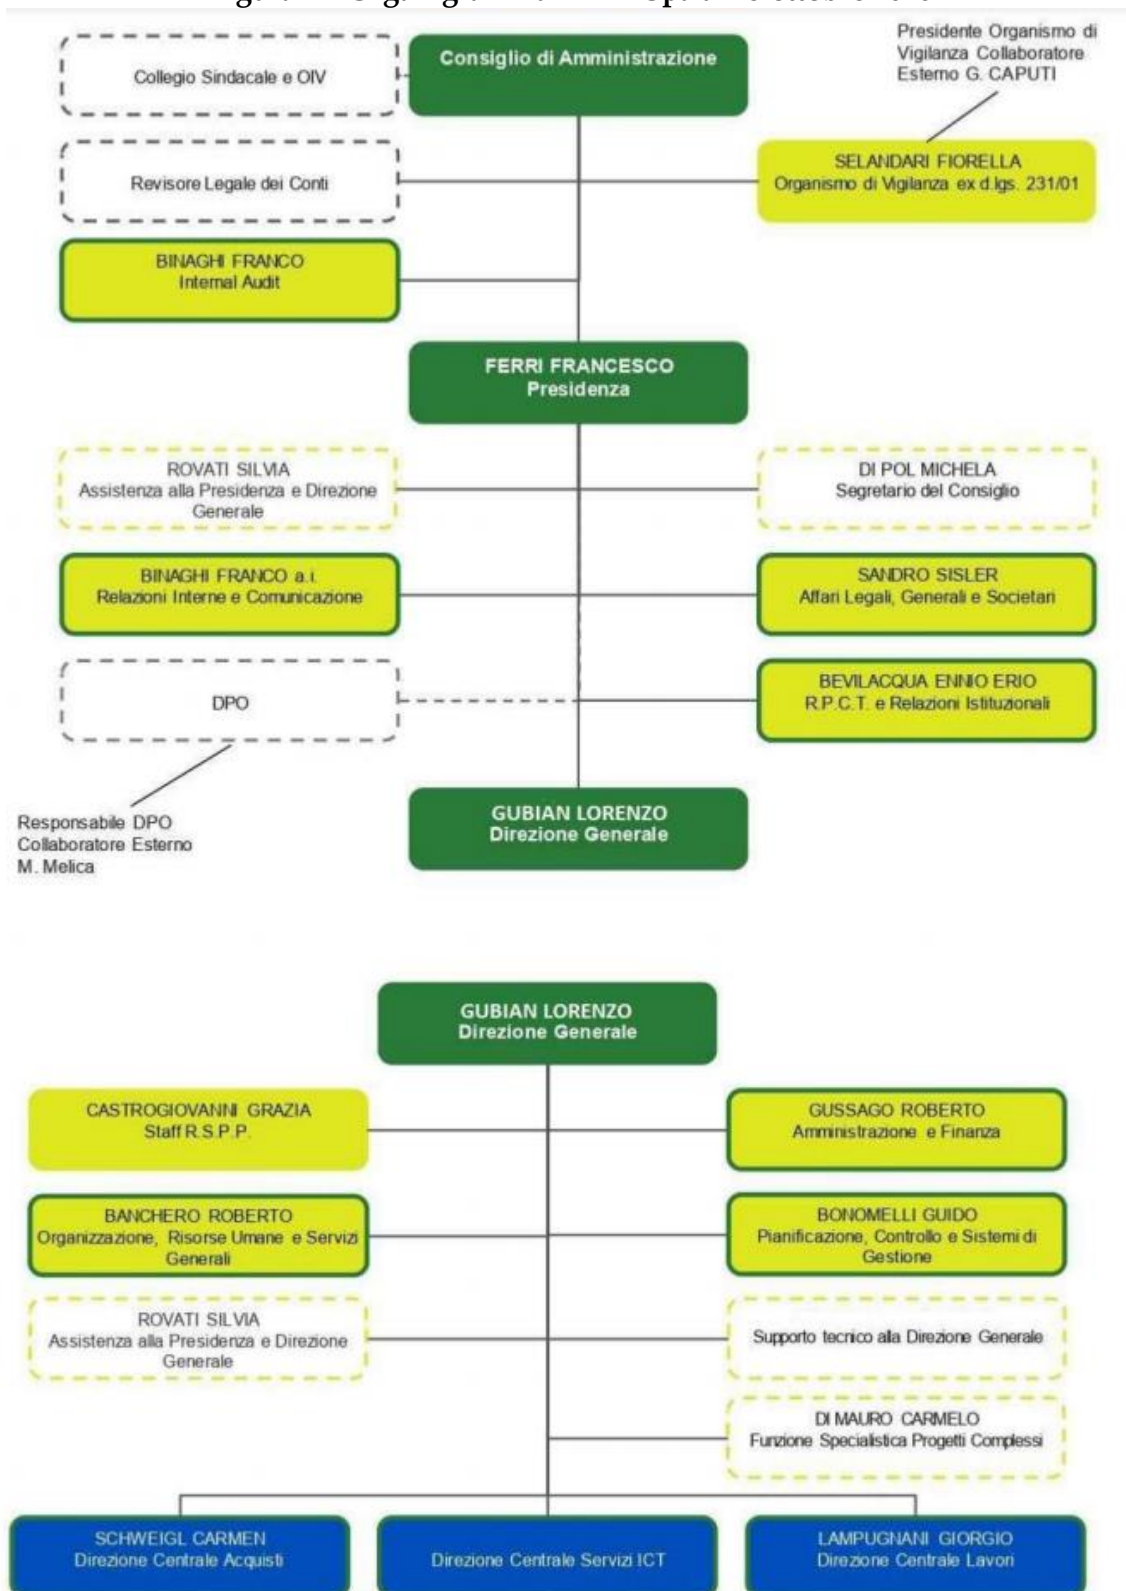 Consiglio di Amministrazione
Presidente Organismo di
Vigilanza Collaboratore
Esterno G. CAPUTI
Collegio Sindacale e OIV
SELANDARI FIORELLA
Organismo di Vigilanza ex d.lgs. 231/01
Revisore Legale dei Conti
BINAGHI FRANCO
Internal Audit
FERRI FRANCESCO
Presidenza
ROVATI SILVIA
Assistenza alla Presidenza e Direzione
Generale
DI POL MICHELA
Segretario del Consiglio
BINAGHI FRANCO a.i.
Relazioni Interne e Comunicazione
SANDRO SISLER
Affari Legali, Generali e Societari
DPO
BEVILACQUA ENNIO ERIO
R.P.C.T. e Relazioni Istituzionali
Responsabile DPO
Collaboratore Esterno
M. Melica
GUBIAN LORENZO
Direzione Generale
GUBIAN LORENZO
Direzione Generale
CASTROGIOVANNI GRAZIA
Staff R.S.P.P.
GUSSAGO ROBERTO
Amministrazione e Finanza
BANCHERO ROBERTO
Organizzazione, Risorse Umane e Servizi
Generali
BONOMELLI GUIDO
Pianificazione, Controllo e Sistemi di
Gestione
ROVATI SILVIA
Assistenza alla Presidenza e Direzione
Generale
Supporto tecnico alla Direzione Generale
DI MAURO CARMELO
Funzione Specialistica Progetti Complessi
SCHWEIGL CARMEN
Direzione Centrale Acquisti
Direzione Centrale Servizi ICT
LAMPUGNANI GIORGIO
Direzione Centrale Lavori